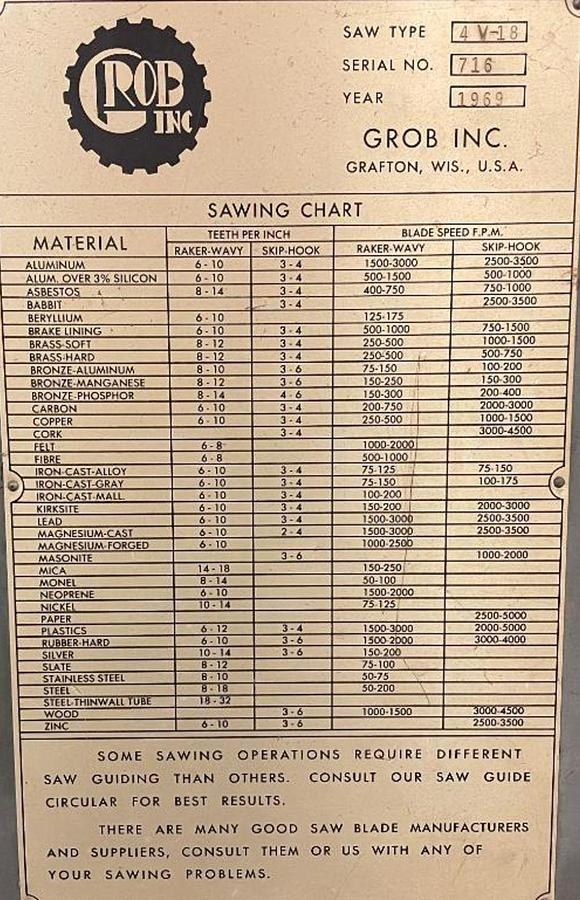 GROB INC
SAW TYPE 4V-18
SERIAL NO. 716
YEAR 1969
GROB INC.
GRAFTON, WIS., U.S.A.
SAWING CHART
MATERIAL TEETH PER INCH BLADE SPEED F.P.M.
RAKER-WAVY SKIP-HOOK RAKER-WAVY SKIP-HOOK
ALUMINUM 6-10 3-4 1500-3000 2500-3500
ALUM. OVER 3% SILICON 6-10 3-4 500-1500 500-1000
ASBESTOS 8-14 3-4 400-750 750-1000
BABBIT 3-4 2500-3500
BERYLLIUM 6-10 125-175
BRAKE LINING 6-10 3-4 500-1000 750-1500
BRASS-SOFT 8-12 3-4 250-500 1000-1500
BRASS-HARD 8-12 3-4 250-500 500-750
BRONZE-ALUMINUM 8-10 3-6 75-150 100-200
BRONZE-MANGANESE 8-12 3-6 150-250 150-300
BRONZE-PHOSPHOR 8-14 4-6 150-300 200-400
CARBON 6-10 3-4 200-750 2000-3000
COPPER 6-10 3-4 250-500 1000-1500
CORK 3-4 3000-4500
FELT 6-8 1000-2000
FIBRE 6-8 500-1000
IRON-CAST-ALLOY 6-10 3-4 75-125 75-150
IRON-CAST-GRAY 6-10 3-4 75-150 100-175
IRON-CAST-MALL. 6-10 3-4 100-200
KIRKSITE 6-10 3-4 150-200 2000-3000
LEAD 6-10 3-4 1500-3000 2500-3500
MAGNESIUM-CAST 6-10 2-4 1500-3000 2500-3500
MAGNESIUM-FORGED 6-10 1000-2500
MASONITE 3-6 1000-2000
MICA 14-18 150-250
MONEL 8-14 50-100
NEOPRENE 6-10 1500-2000
NICKEL 10-14 75-125
PAPER 2500-5000
PLASTICS 6-12 3-4 1500-3000 2000-5000
RUBBER-HARD 6-10 3-6 1500-2000 3000-4000
SILVER 10-14 3-6 150-200
SLATE 8-12 75-100
STAINLESS STEEL 8-10 50-75
STEEL 8-18 50-200
STEEL-THINWALL TUBE 18-32
WOOD 3-6 1000-1500 3000-4500
ZINC 6-10 3-6 2500-3500
SOME SAWING OPERATIONS REQUIRE DIFFERENT
SAW GUIDING THAN OTHERS. CONSULT OUR SAW GUIDE
CIRCULAR FOR BEST RESULTS.
THERE ARE MANY GOOD SAW BLADE MANUFACTURERS
AND SUPPLIERS, CONSULT THEM OR US WITH ANY OF
YOUR SAWING PROBLEMS.